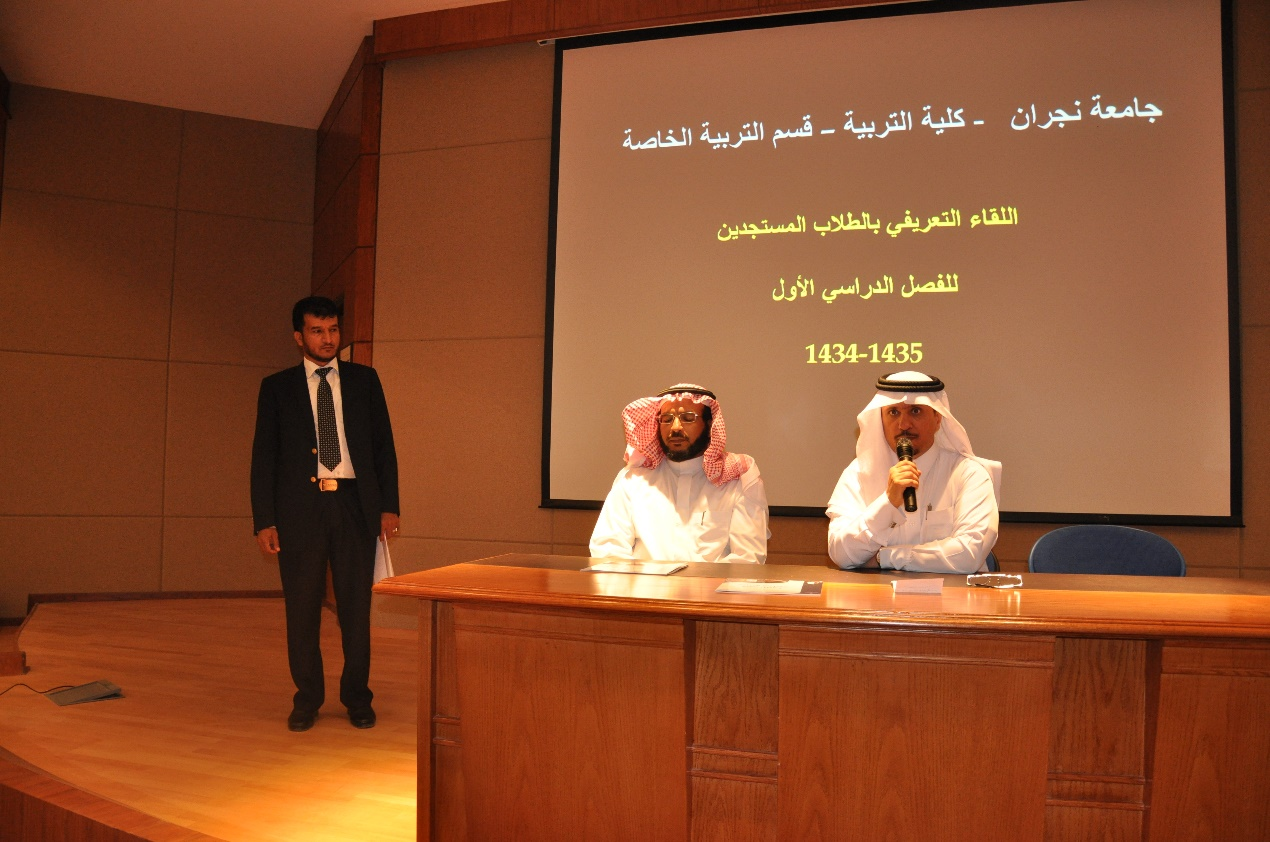 جامعة نجران - كلية التربية – قسم التربية الخاصة
اللقاء التعريفي بالطلاب المستجدين
للفصل الدراسي الأول
1434-1435